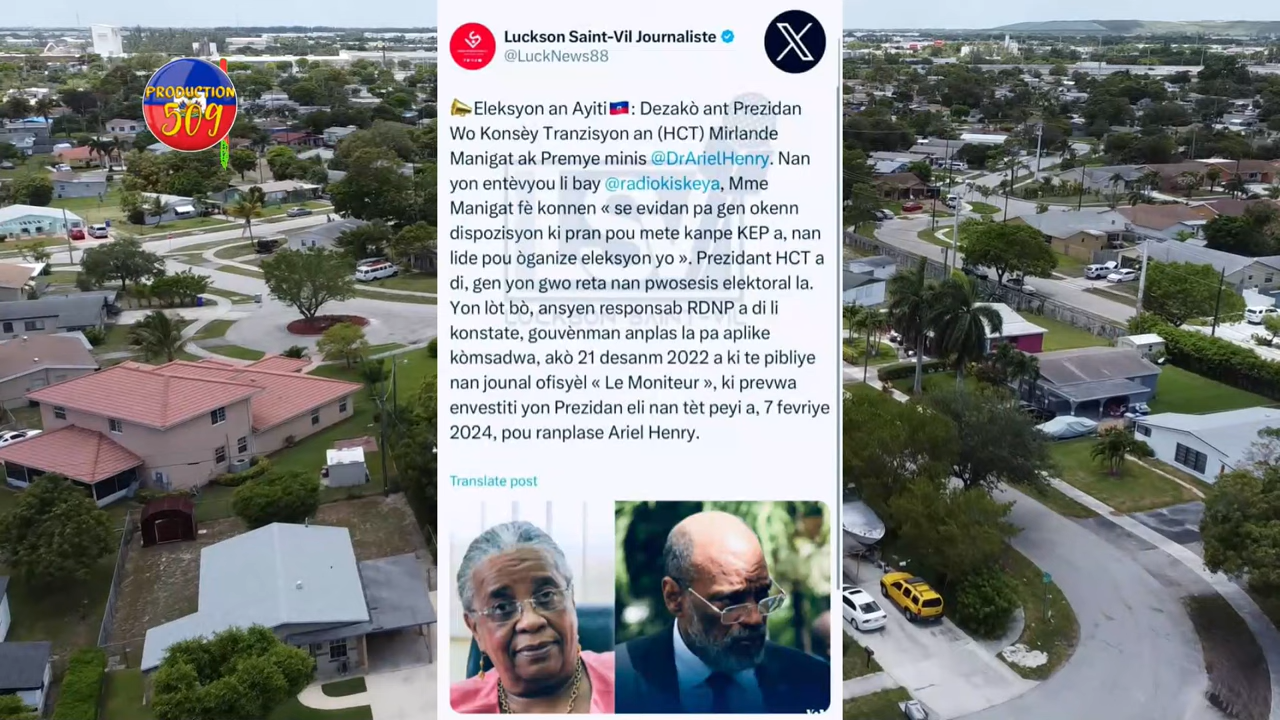 PRODUCTION
509
Luckson Saint-Vil Journaliste
@LuckNews88
X
Eleksyon an Ayiti: Dezakò ant Prezidan
Wo Konsèy Tranzisyon an (HCT) Mirlande
Manigat ak Premye minis @DrArielHenry. Nan
yon entèvyou li bay @radiokiskeya, Mme
Manigat fè konnen « se evidan pa gen okenn
dispozisyon ki pran pou mete kanpe KEP a, nan
lide pou òganize eleksyon yo ». Prezidant HCT a
di, gen yon gwo reta nan pwosesis elektoral la.
Yon lòt bò, ansyen responsab RDNP a di li
konstate, gouvènman anplas la pa aplike
kòmsadwa, akò 21 desanm 2022 a ki te pibliye
nan jounal ofisyèl « Le Moniteur », ki prevwa
envestiti yon Prezidan eli nan tèt peyi a, 7 fevriye
2024, pou ranplase Ariel Henry.
Translate post
LUCKSON SAINT-VIL